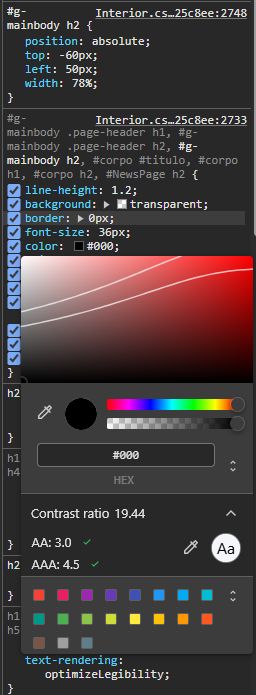 #g-
mainbody h2 {
Interior.cs…25c8ee:2748
position: absolute;
top: -60px;
left: 50px;
width: 78%;
}
#g-
Interior.cs…25c8ee:2733
mainbody .page-header h1, #g-
mainbody .page-header h2, #g-
mainbody h2, #corpo #titulo, #corpo
h1, #corpo h2, #NewsPage h2 {
line-height: 1.2;
background: transparent;
border: 0px;
font-size: 36px;
color: #000;
}
h2
}
#000
HEX
h1
h4
Contrast ratio 19.44
AA: 3.0
Aa
AAA: 4.5
}
h2
}
h1
h5
text-rendering:
optimizeLegibility;
}